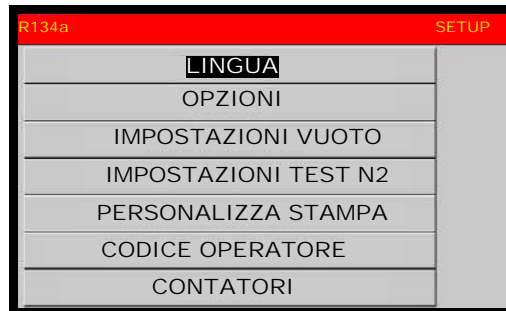 R134a SETUP
LINGUA
OPZIONI
IMPOSTAZIONI VUOTO
IMPOSTAZIONI TEST N2
PERSONALIZZA STAMPA
CODICE OPERATORE
CONTATORI